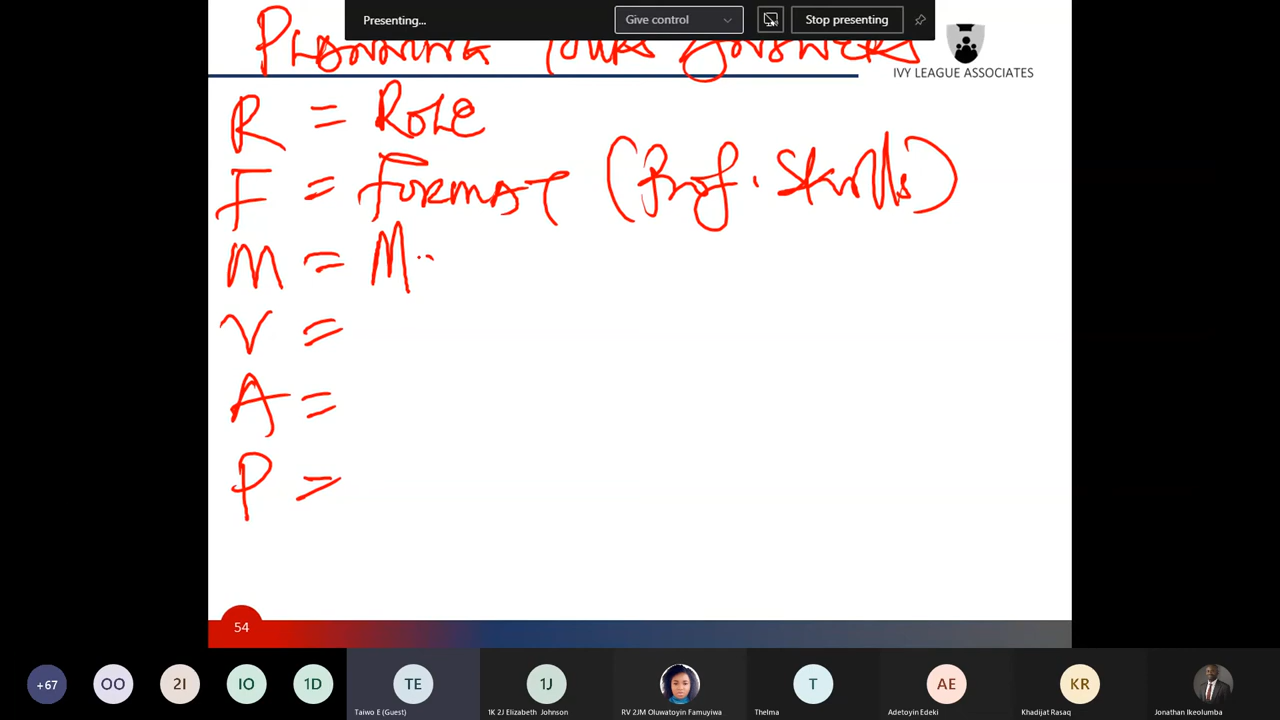 Presenting...
Give control
Stop presenting
PLANNING YOUR ANSWERS
IVY LEAGUE ASSOCIATES
R = ROLE
F = FORMAT (Prof. Skills)
M = M
V =
A =
P =
54
+67
OO
2I
IO
1D
TE
1J
T
AE
KR
Taiwo E (Guest)
1K 2J Elizabeth Johnson
RV 2JM Oluwatoyin Famuyiwa
Thelma
Adetoyin Edeki
Khadijat Rasaq
Jonathan Ikeolumba